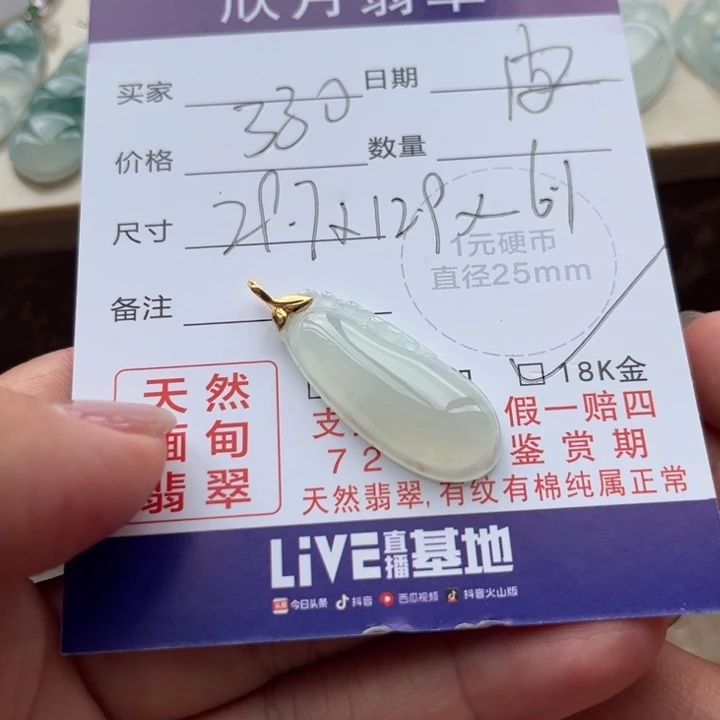 欣月翡翠
买家 日期
价格 330 数量
尺寸
1元硬币
直径25mm
备注
18K金
天然
缅甸
翡翠
假一赔四
72 鉴赏期
天然翡翠,有纹有棉纯属正常
LiVE直播基地
头条 今日头条 抖音 西瓜视频 抖音火山版